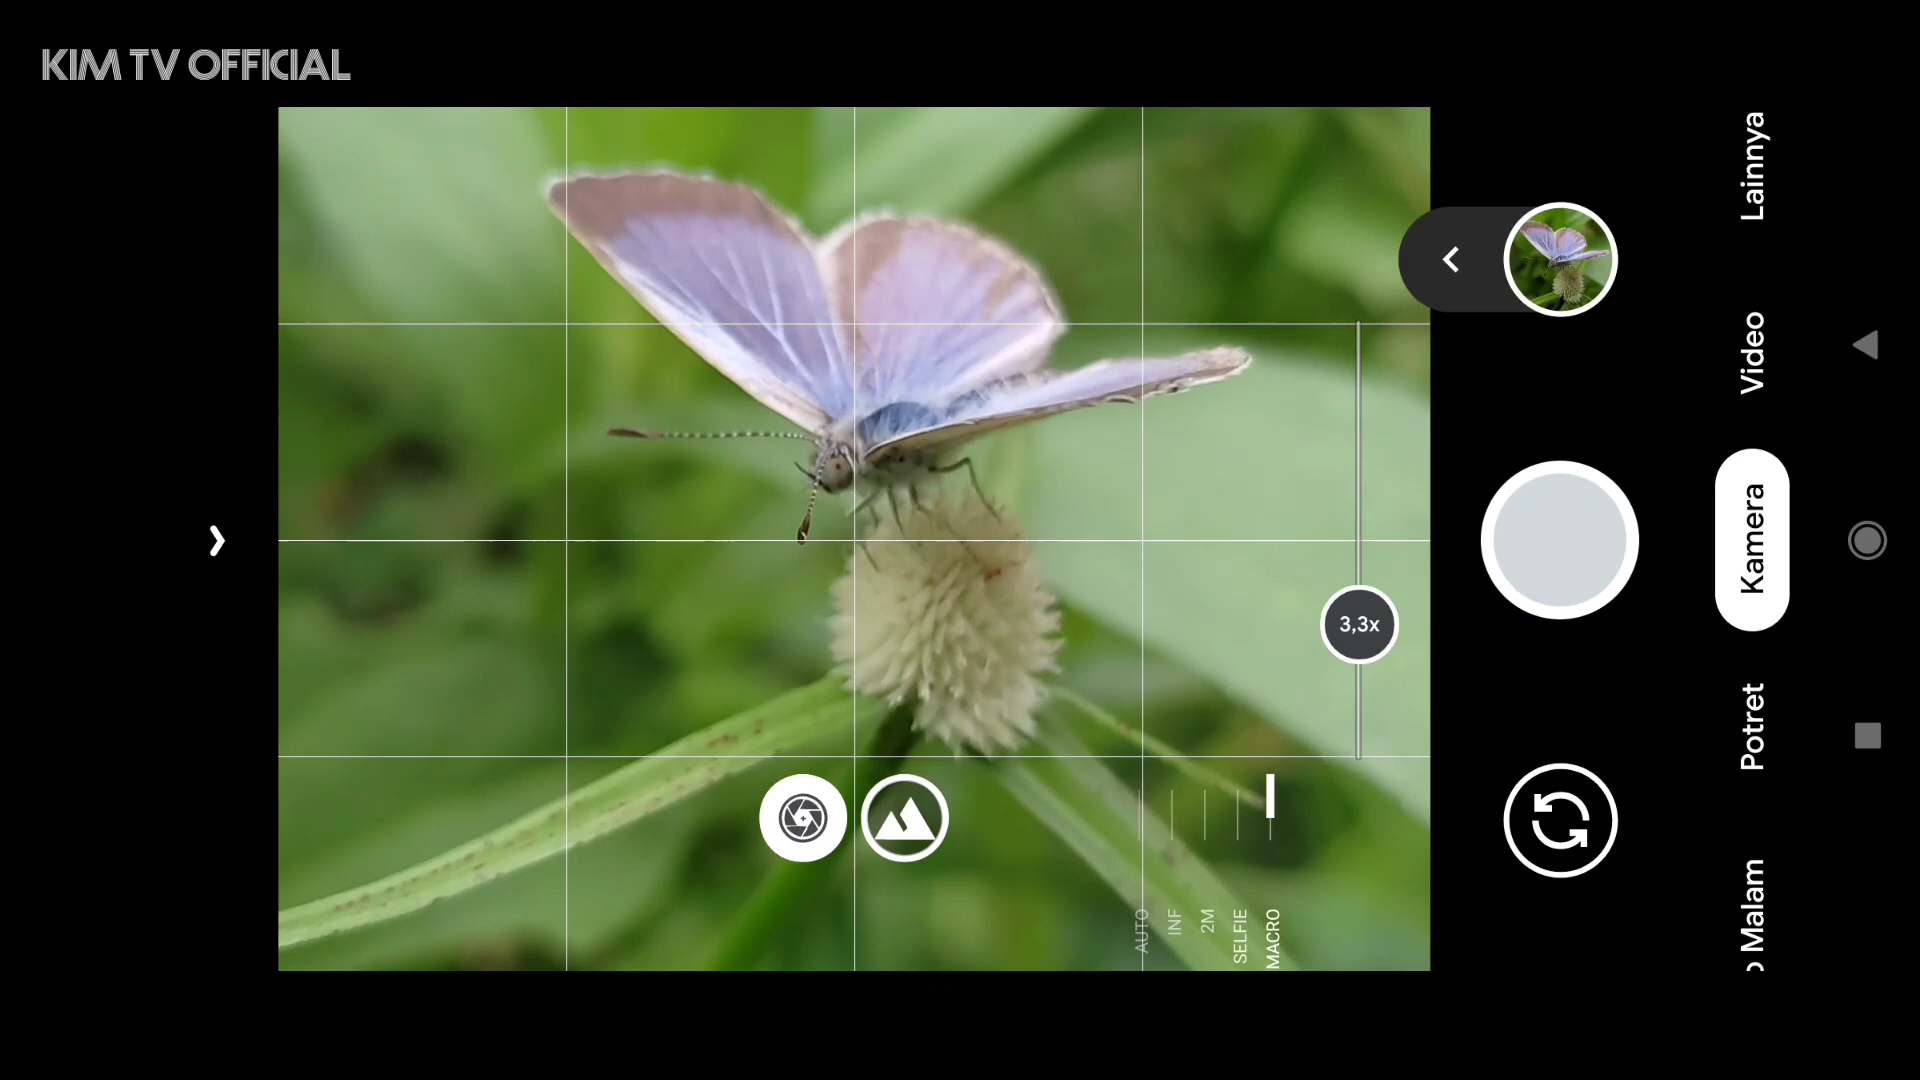 KIM TV OFFICIAL
Lainnya
Video
Kamera
Potret
Malam
3,3x
AUTO
INF
2M
SELFIE
MACRO